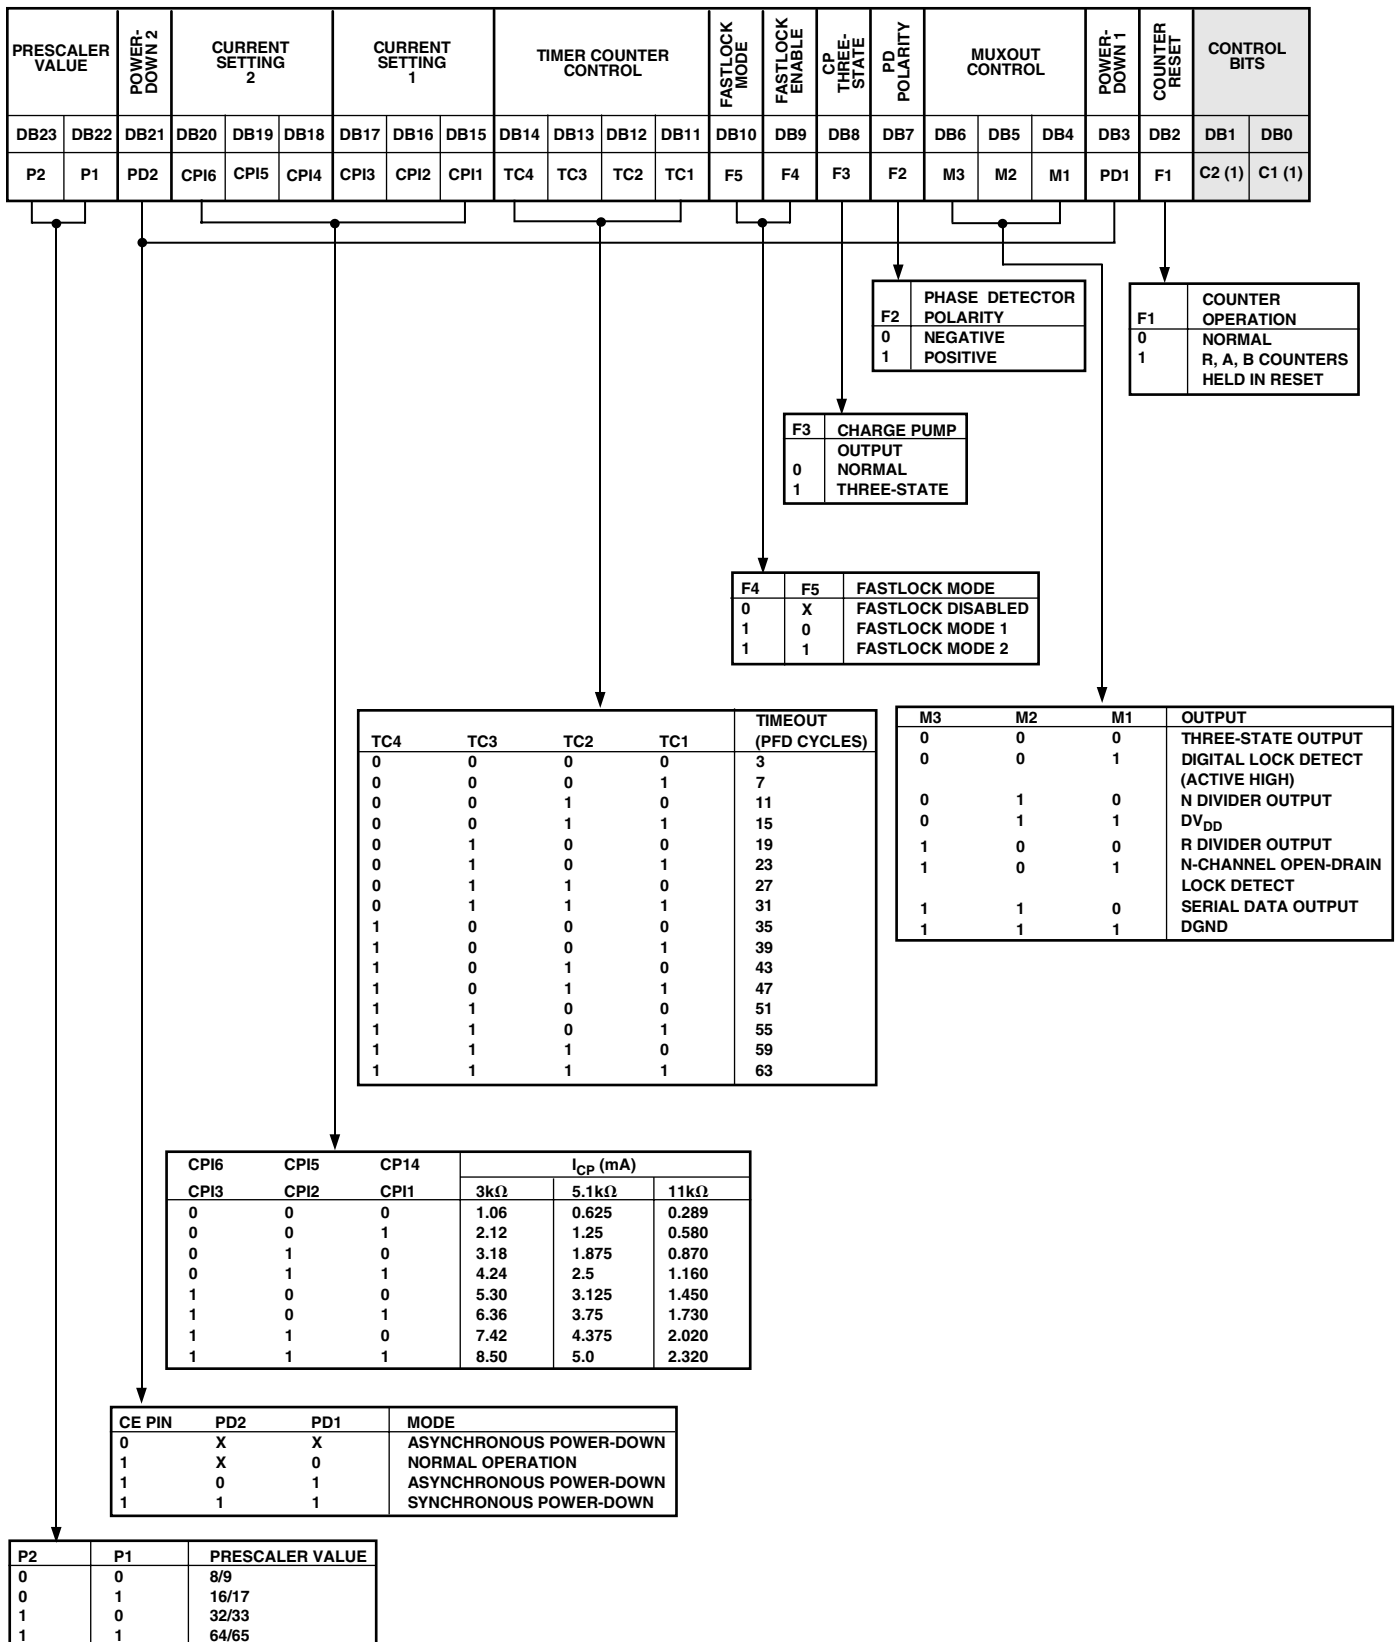 PRESCALER VALUE
POWER-DOWN 2
CURRENT SETTING 2
CURRENT SETTING 1
TIMER COUNTER CONTROL
FASTLOCK MODE
FASTLOCK ENABLE
CP THREE-STATE
PD POLARITY
MUXOUT CONTROL
POWER-DOWN 1
COUNTER RESET
CONTROL BITS
DB23 DB22 DB21 DB20 DB19 DB18 DB17 DB16 DB15 DB14 DB13 DB12 DB11 DB10 DB9 DB8 DB7 DB6 DB5 DB4 DB3 DB2 DB1 DB0
P2 P1 PD2 CPI6 CPI5 CPI4 CPI3 CPI2 CPI1 TC4 TC3 TC2 TC1 F5 F4 F3 F2 M3 M2 M1 PD1 F1 C2 (1) C1 (1)
PHASE DETECTOR
F2 POLARITY
0 NEGATIVE
1 POSITIVE
COUNTER
F1 OPERATION
0 NORMAL
1 R, A, B COUNTERS
HELD IN RESET
F3 CHARGE PUMP
OUTPUT
0 NORMAL
1 THREE-STATE
F4 F5 FASTLOCK MODE
0 X FASTLOCK DISABLED
1 0 FASTLOCK MODE 1
1 1 FASTLOCK MODE 2
TIMEOUT
TC4 TC3 TC2 TC1 (PFD CYCLES)
0 0 0 0 3
0 0 0 1 7
0 0 1 0 11
0 0 1 1 15
0 1 0 0 19
0 1 0 1 23
0 1 1 0 27
0 1 1 1 31
1 0 0 0 35
1 0 0 1 39
1 0 1 0 43
1 0 1 1 47
1 1 0 0 51
1 1 0 1 55
1 1 1 0 59
1 1 1 1 63
M3 M2 M1 OUTPUT
0 0 0 THREE-STATE OUTPUT
0 0 1 DIGITAL LOCK DETECT
(ACTIVE HIGH)
0 1 0 N DIVIDER OUTPUT
0 1 1 DVDD
1 0 0 R DIVIDER OUTPUT
1 0 1 N-CHANNEL OPEN-DRAIN
LOCK DETECT
1 1 0 SERIAL DATA OUTPUT
1 1 1 DGND
CPI6 CPI5 CP14 ICP (mA)
CPI3 CPI2 CPI1 3kΩ 5.1kΩ 11kΩ
0 0 0 1.06 0.625 0.289
0 0 1 2.12 1.25 0.580
0 1 0 3.18 1.875 0.870
0 1 1 4.24 2.5 1.160
1 0 0 5.30 3.125 1.450
1 0 1 6.36 3.75 1.730
1 1 0 7.42 4.375 2.020
1 1 1 8.50 5.0 2.320
CE PIN PD2 PD1 MODE
0 X X ASYNCHRONOUS POWER-DOWN
1 X 0 NORMAL OPERATION
1 0 1 ASYNCHRONOUS POWER-DOWN
1 1 1 SYNCHRONOUS POWER-DOWN
P2 P1 PRESCALER VALUE
0 0 8/9
0 1 16/17
1 0 32/33
1 1 64/65